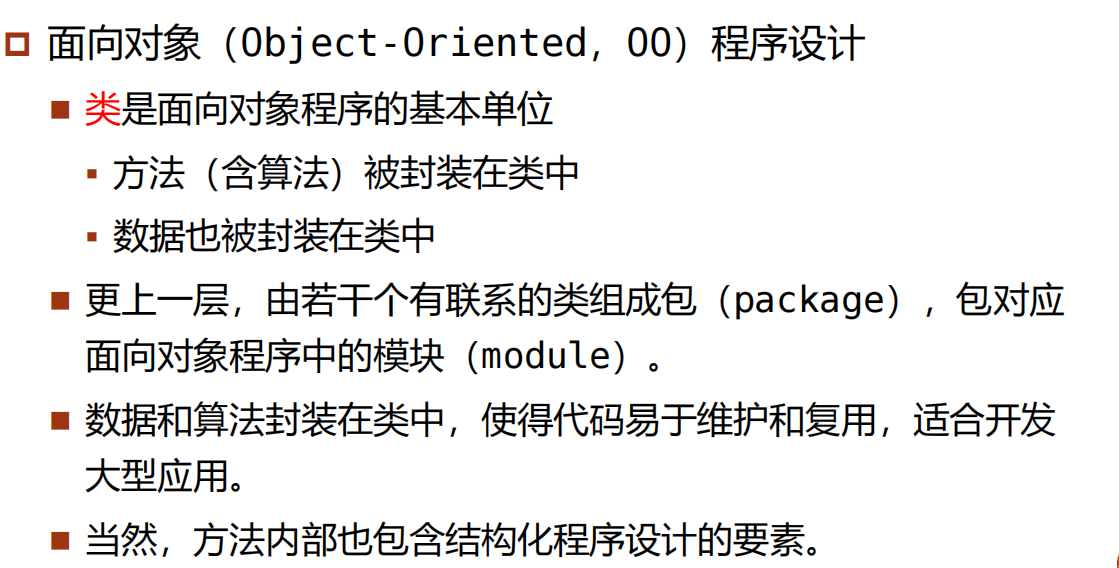 面向对象（Object-Oriented，OO）程序设计
类是面向对象程序的基本单位
方法（含算法）被封装在类中
数据也被封装在类中
更上一层，由若干个有联系的类组成包（package），包对应
面向对象程序中的模块（module）。
数据和算法封装在类中，使得代码易于维护和复用，适合开发
大型应用。
当然，方法内部也包含结构化程序设计的要素。